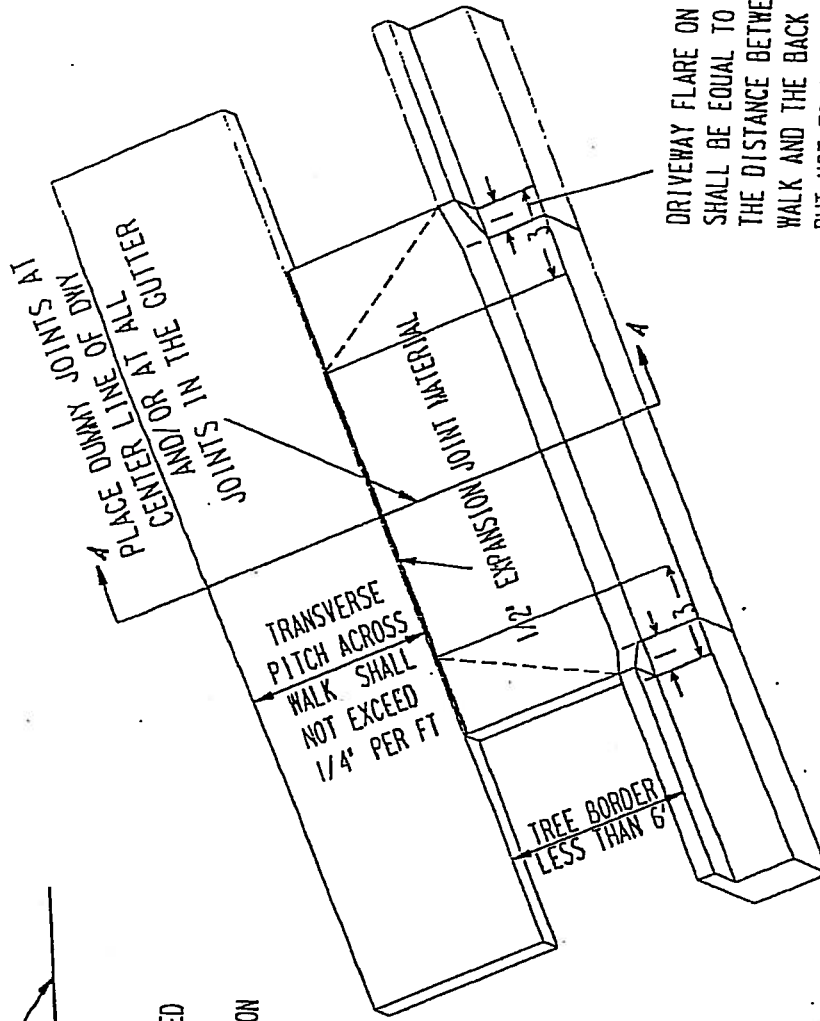 PLACE DUMMY JOINTS AT
CENTER LINE OF DWY
AND/OR AT ALL
JOINTS IN THE GUTTER
A
TRANSVERSE
PITCH ACROSS
WALK SHALL
NOT EXCEED
1/4" PER FT
1/2" EXPANSION JOINT MATERIAL
TREE BORDER
LESS THAN 6'
1
3
1
3
A
DRIVEWAY FLARE ON
SHALL BE EQUAL TO
THE DISTANCE BETWE
WALK AND THE BACK
ED
ON